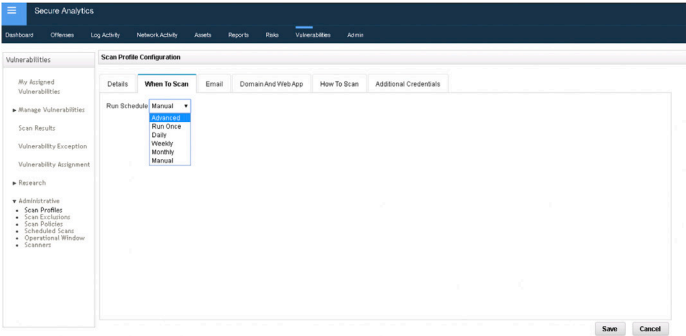 Secure Analytics
Dashboard Offenses Log Activity Network Activity Assets Reports Risks Vulnerabilities Admin
Vulnerabilities
My Assigned
Vulnerabilities
Manage Vulnerabilities
Scan Results
Vulnerability Exception
Vulnerability Assignment
Research
Administrative
Scan Profiles
Scan Exclusions
Scan Policies
Scheduled Scans
Operational Window
Scanners
Scan Profile Configuration
Details When To Scan Email Domain And Web App How To Scan Additional Credentials
Run Schedule Manual
Advanced
Run Once
Daily
Weekly
Monthly
Manual
Save Cancel